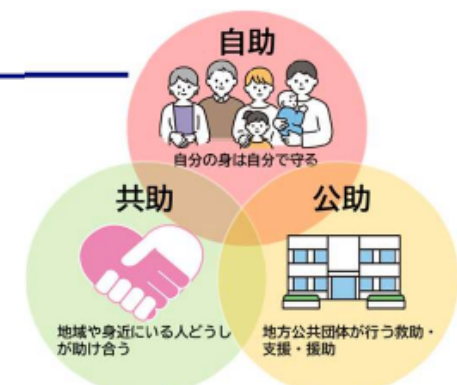 自助
自分の身は自分で守る
共助
地域や身近にいる人どうし
が助け合う
公助
地方公共団体が行う救助・
支援・援助